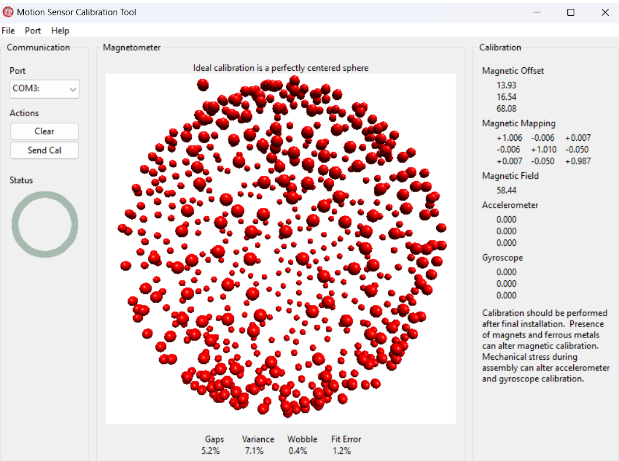 Motion Sensor Calibration Tool
File Port Help
Communication
Port
COM3:
Actions
Clear
Send Cal
Status
Magnetometer
Ideal calibration is a perfectly centered sphere
Gaps Variance Wobble Fit Error
5.2% 7.1% 0.4% 1.2%
Calibration
Magnetic Offset
13.93
16.54
68.08
Magnetic Mapping
+1.006 -0.006 +0.007
-0.006 +1.010 -0.050
+0.007 -0.050 +0.987
Magnetic Field
58.44
Accelerometer
0.000
0.000
0.000
Gyroscope
0.000
0.000
0.000
Calibration should be performed
after final installation. Presence
of magnets and ferrous metals
can alter magnetic calibration.
Mechanical stress during
assembly can alter accelerometer
and gyroscope calibration.